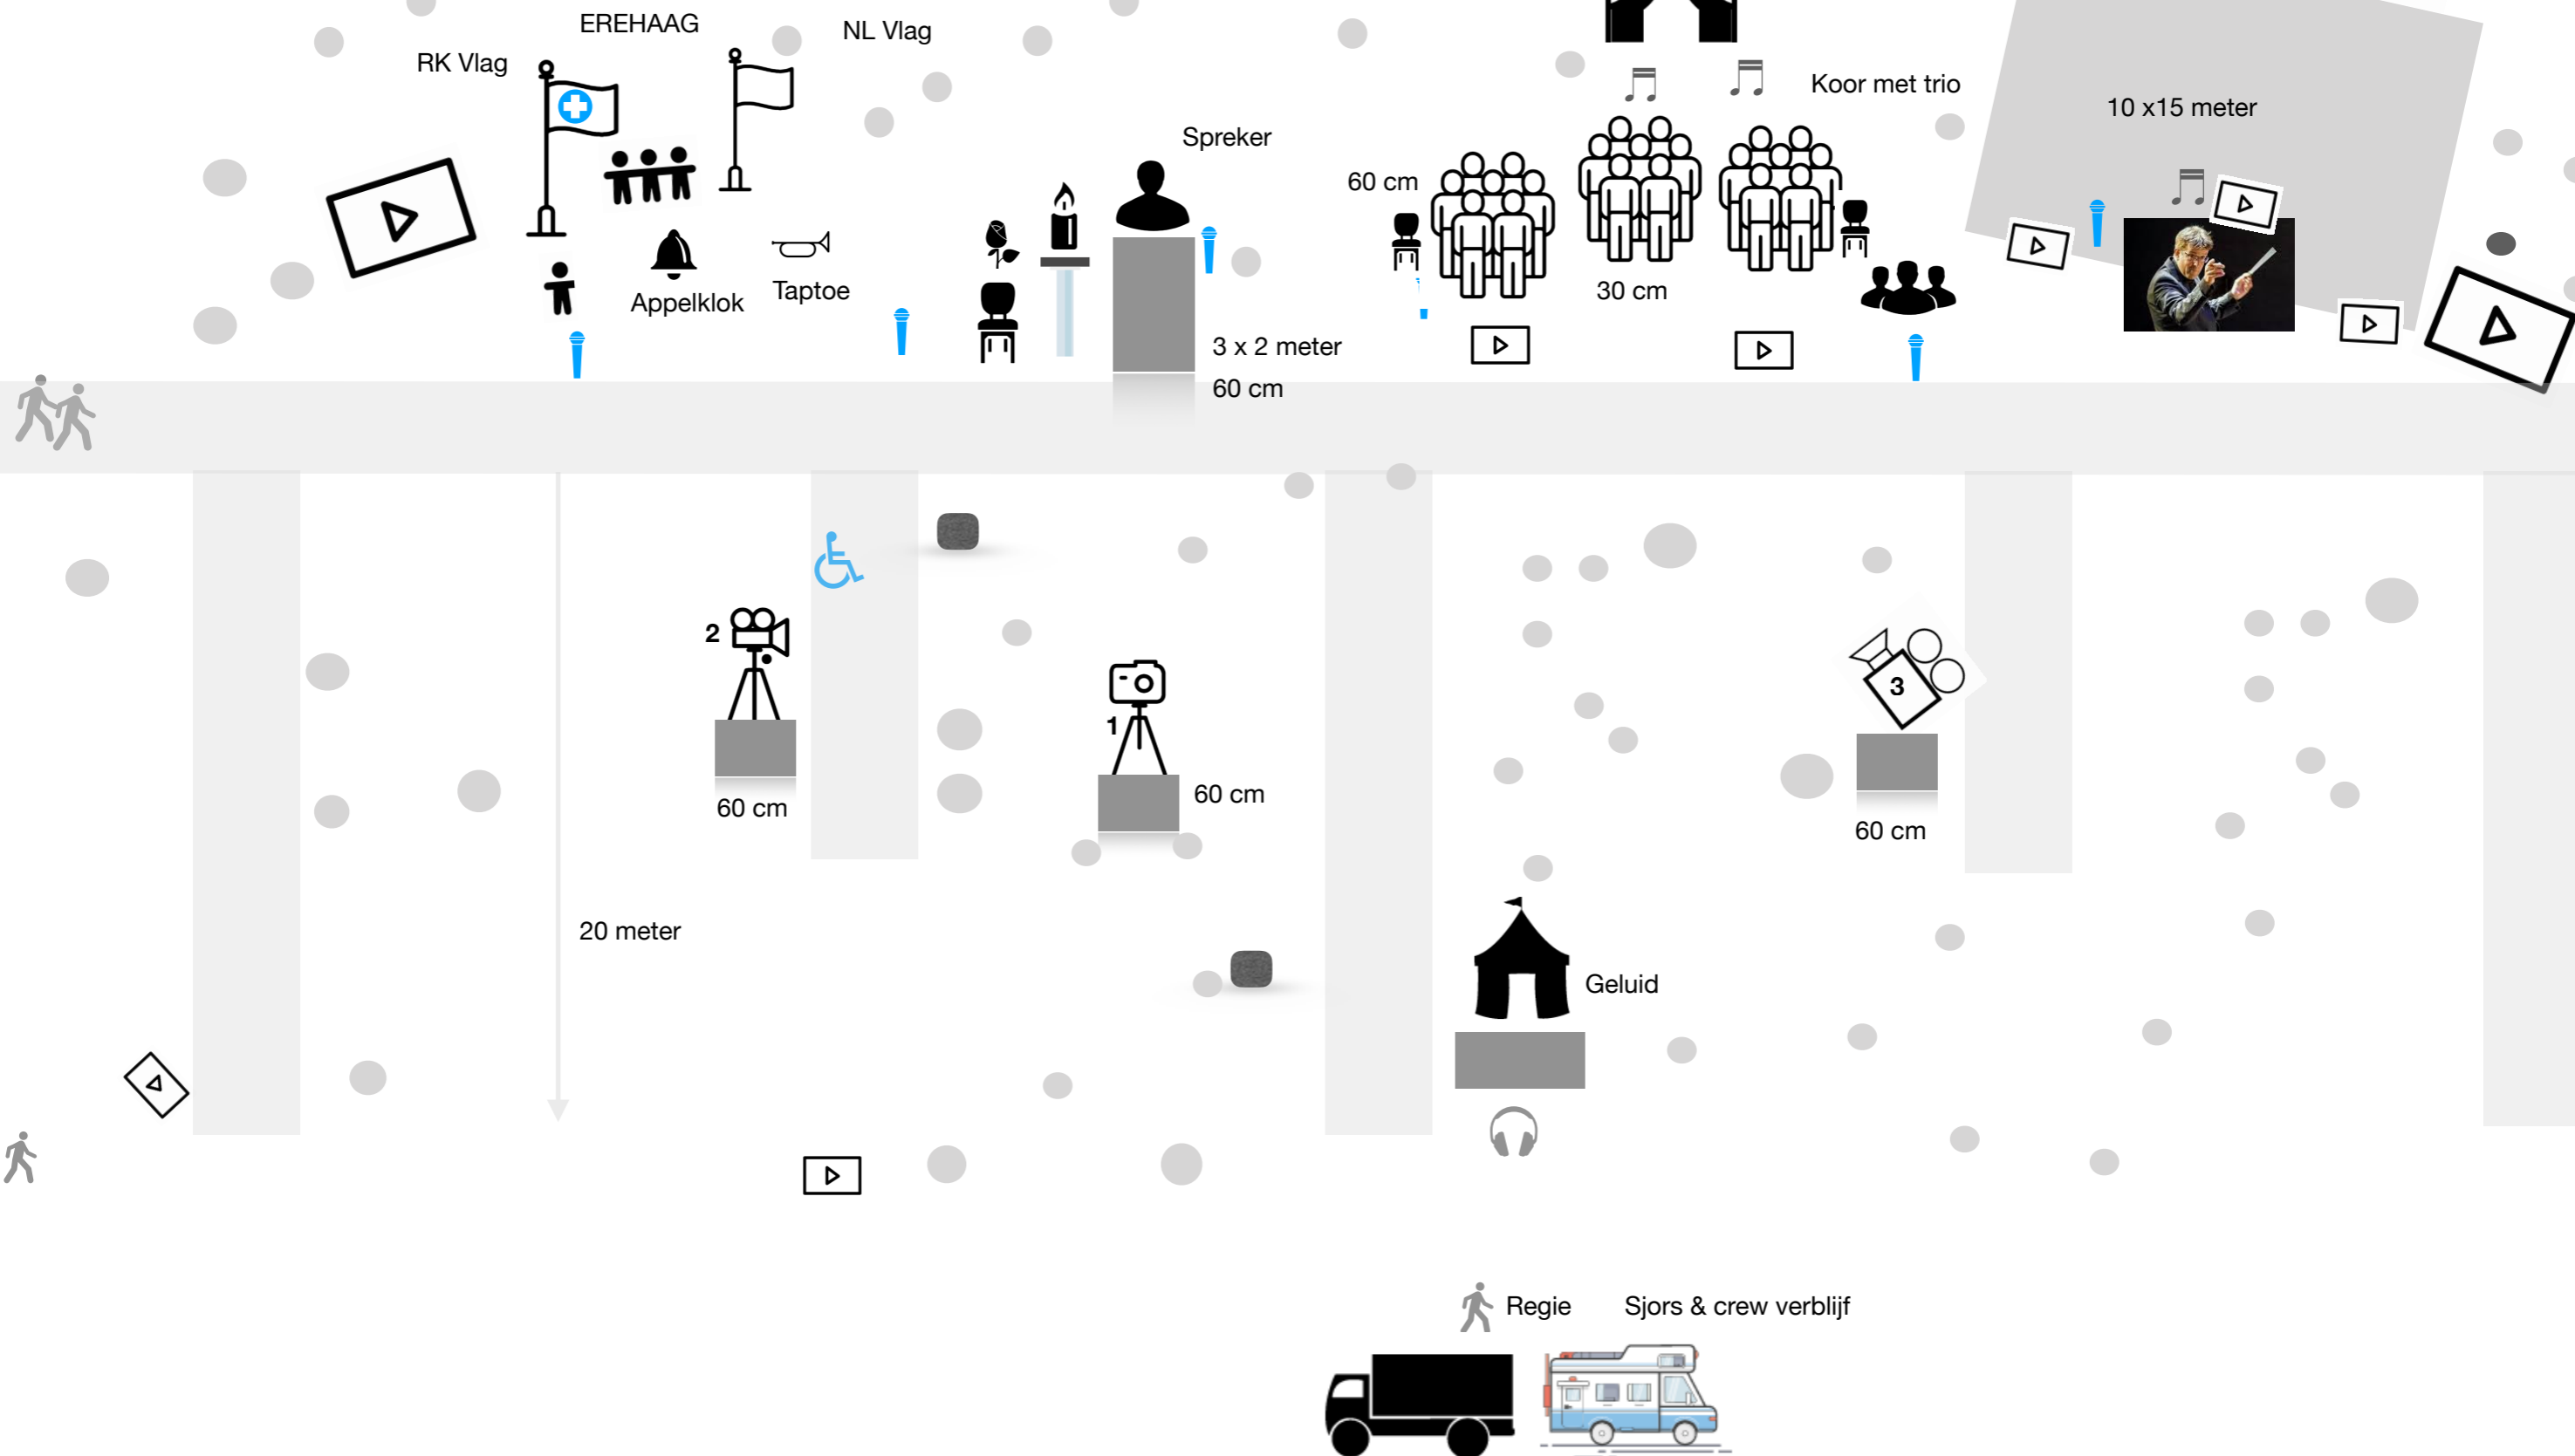 EREHAAG
NL Vlag
RK Vlag
Koor met trio
10 x15 meter
Spreker
60 cm
Appelklok
Taptoe
30 cm
3 x 2 meter
60 cm
2
1
3
60 cm
60 cm
60 cm
20 meter
Geluid
Regie
Sjors & crew verblijf